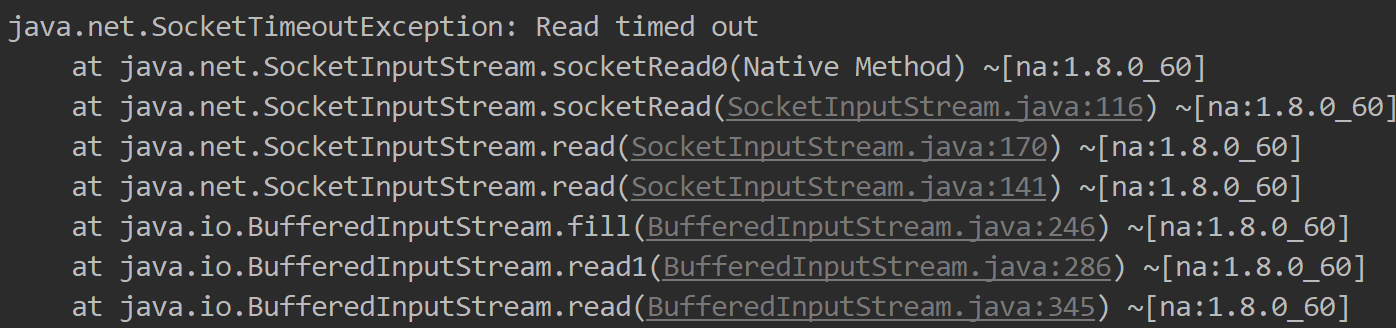 java.net.SocketTimeoutException: Read timed out
at java.net.SocketInputStream.socketRead0(Native Method) ~[na:1.8.0_60]
at java.net.SocketInputStream.socketRead(SocketInputStream.java:116) ~[na:1.8.0_60]
at java.net.SocketInputStream.read(SocketInputStream.java:170) ~[na:1.8.0_60]
at java.net.SocketInputStream.read(SocketInputStream.java:141) ~[na:1.8.0_60]
at java.io.BufferedInputStream.fill(BufferedInputStream.java:246) ~[na:1.8.0_60]
at java.io.BufferedInputStream.read1(BufferedInputStream.java:286) ~[na:1.8.0_60]
at java.io.BufferedInputStream.read(BufferedInputStream.java:345) ~[na:1.8.0_60]